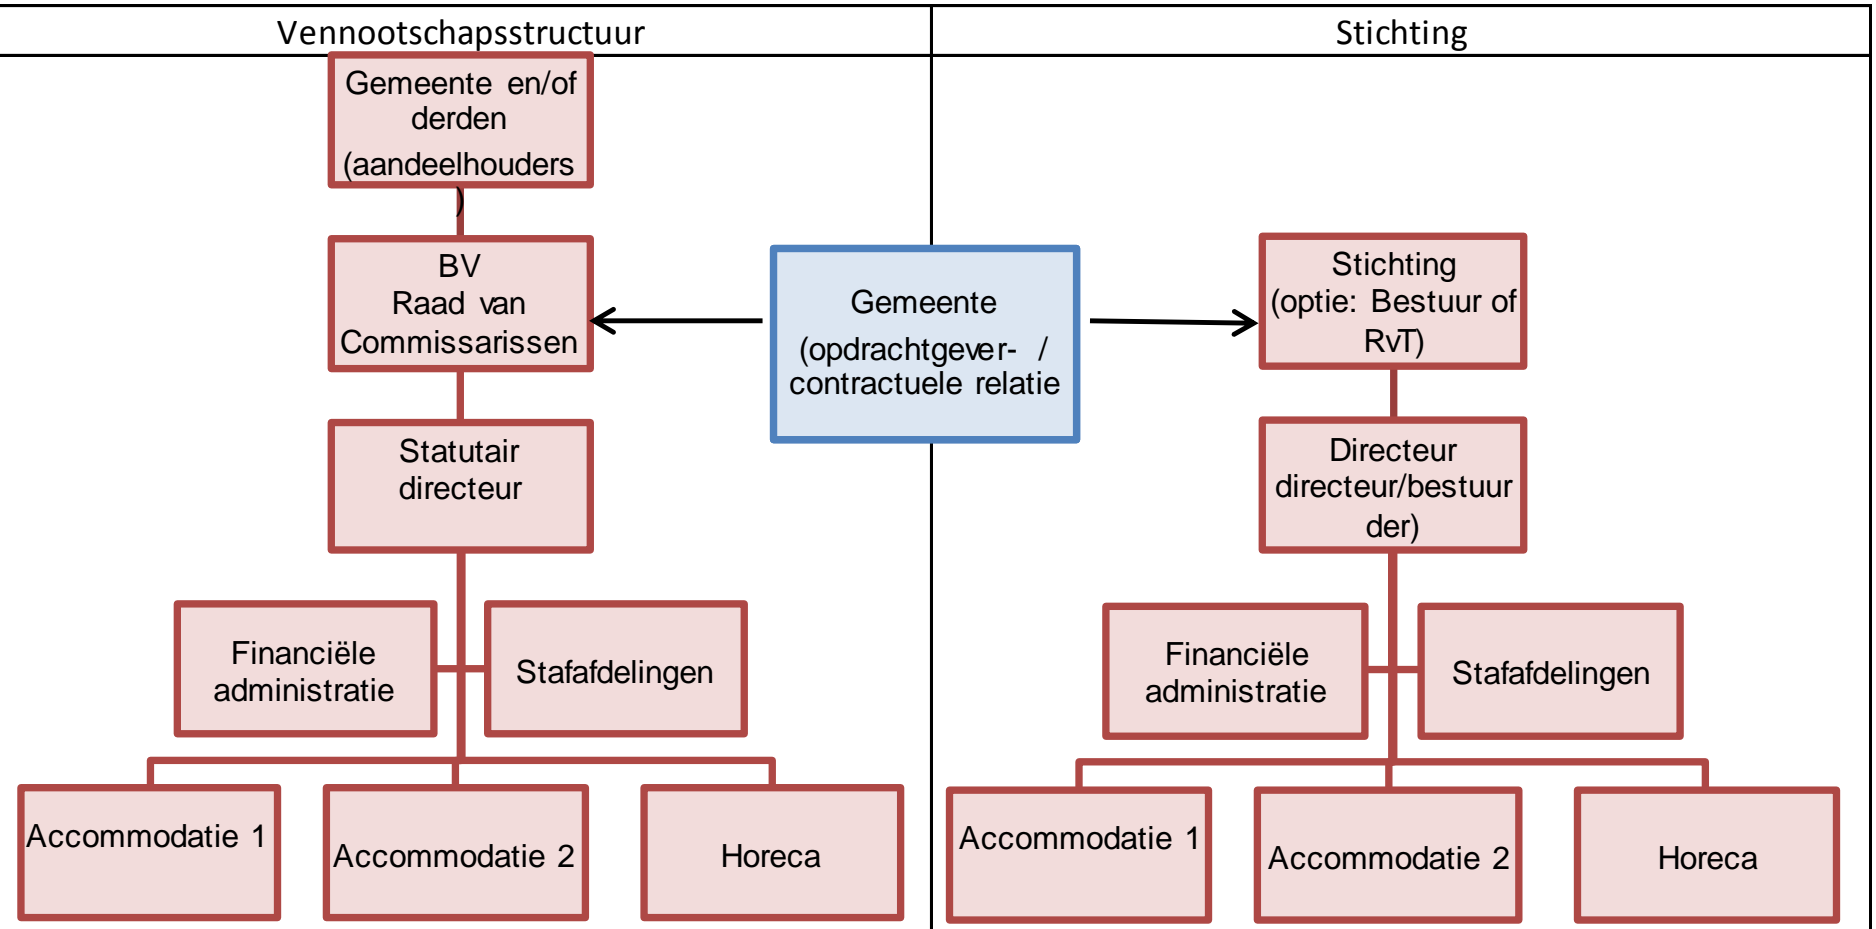 Vennootschapsstructuur
Stichting
Gemeente en/of
derden
(aandeelhouders
)
BV
Raad van
Commissarissen
Gemeente
(opdrachtgever- /
contractuele relatie
Stichting
(optie: Bestuur of
RvT)
Statutair
directeur
Directeur
directeur/bestuur
der)
Financiële
administratie
Stafafdelingen
Financiële
administratie
Stafafdelingen
Accommodatie 1
Accommodatie 2
Horeca
Accommodatie 1
Accommodatie 2
Horeca